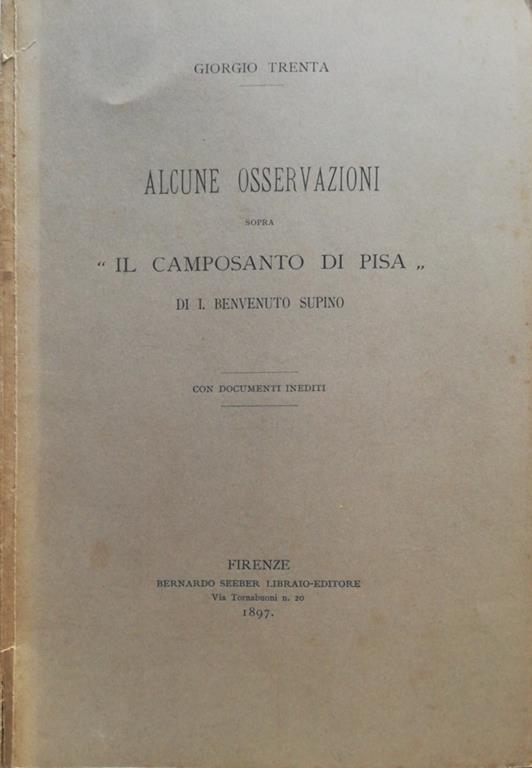 GIORGIO TRENTA
ALCUNE OSSERVAZIONI
SOPRA
“ IL CAMPOSANTO DI PISA „
DI I. BENVENUTO SUPINO
CON DOCUMENTI INEDITI
FIRENZE
BERNARDO SEEBER LIBRAIO-EDITORE
Via Tornabuoni n. 20
1897.